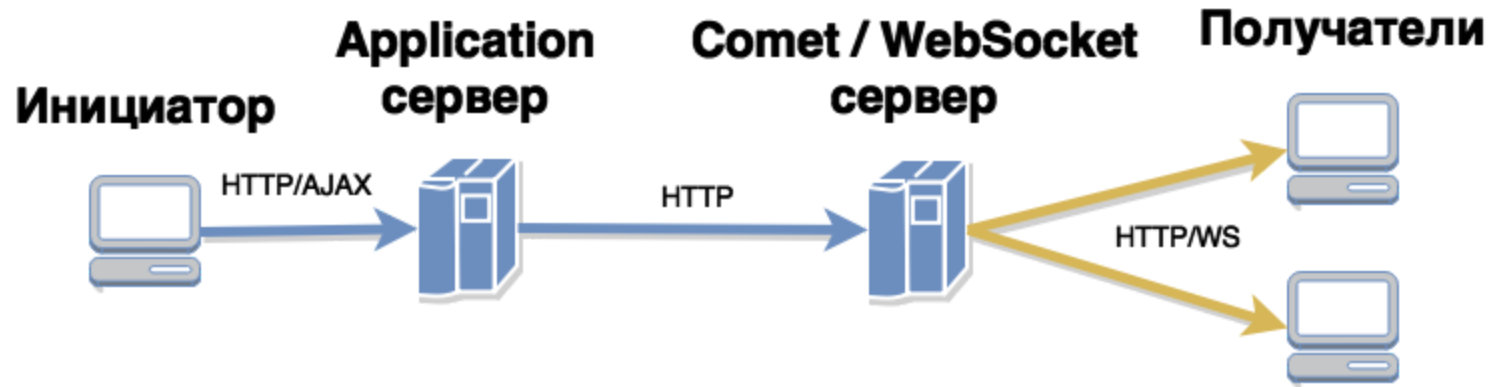 Инициатор
Application
сервер
Comet / WebSocket
сервер
Получатели
HTTP/AJAX
HTTP
HTTP/WS